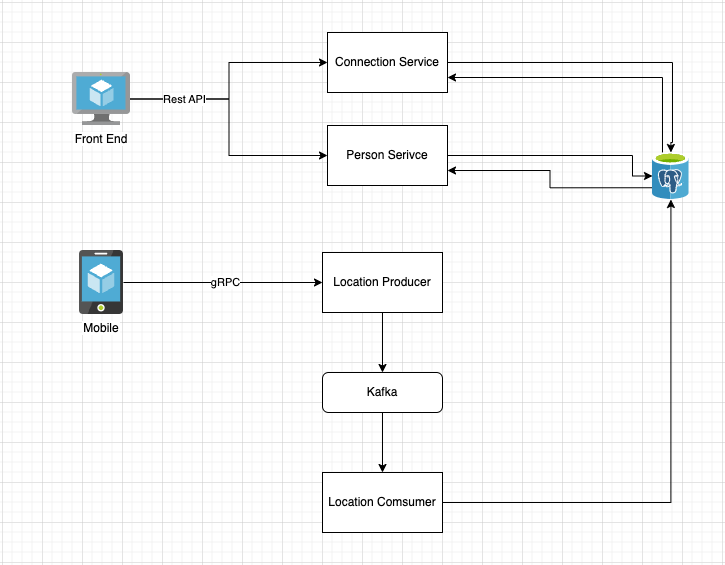 Connection Service
Rest API
Front End
Person Serivce
gRPC
Location Producer
Mobile
Kafka
Location Comsumer